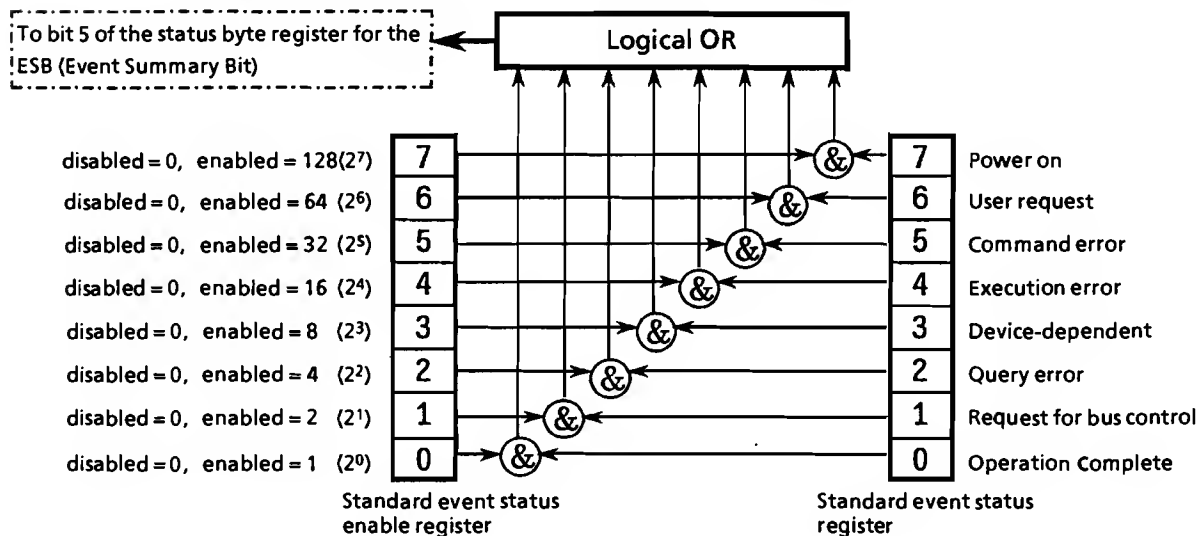 To bit 5 of the status byte register for the
ESB (Event Summary Bit)
Logical OR
disabled = 0, enabled = 128(2⁷) 7 & 7 Power on
disabled = 0, enabled = 64 (2⁶) 6 & 6 User request
disabled = 0, enabled = 32 (2⁵) 5 & 5 Command error
disabled = 0, enabled = 16 (2⁴) 4 & 4 Execution error
disabled = 0, enabled = 8 (2³) 3 & 3 Device-dependent
disabled = 0, enabled = 4 (2²) 2 & 2 Query error
disabled = 0, enabled = 2 (2¹) 1 & 1 Request for bus control
disabled = 0, enabled = 1 (2⁰) 0 & 0 Operation Complete
Standard event status
enable register
Standard event status
register